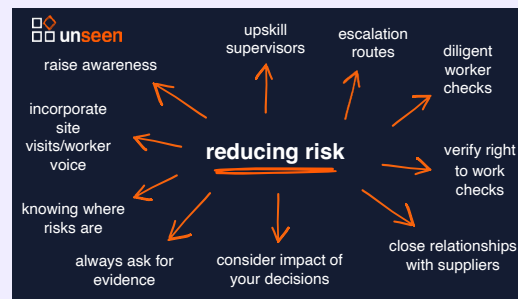 unseen
upskill
supervisors
escalation
routes
diligent
worker
checks
raise awareness
incorporate
site
visits/worker
voice
reducing risk
verify right
to work
checks
knowing where
risks are
always ask for
evidence
consider impact of
your decisions
close relationships
with suppliers